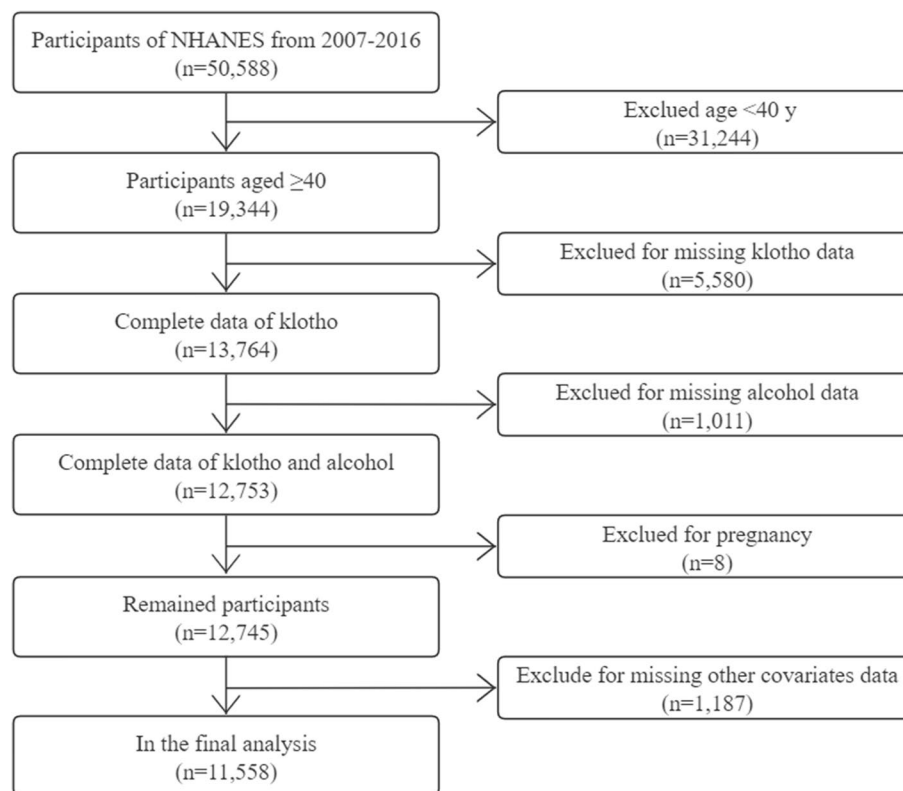 Participants of NHANES from 2007-2016
(n=50,588)
Exclued age <40 y
(n=31,244)
Participants aged ≥40
(n=19,344)
Exclued for missing klotho data
(n=5,580)
Complete data of klotho
(n=13,764)
Exclued for missing alcohol data
(n=1,011)
Complete data of klotho and alcohol
(n=12,753)
Exclued for pregnancy
(n=8)
Remained participants
(n=12,745)
Exclude for missing other covariates data
(n=1,187)
In the final analysis
(n=11,558)